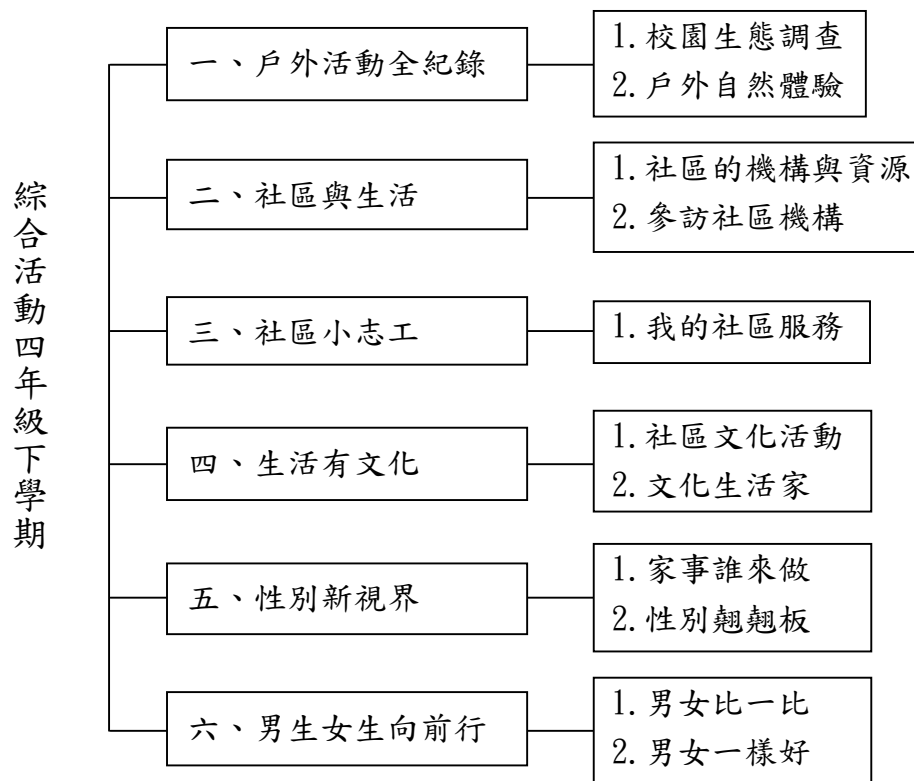 綜合活動四年級下學期
一、戶外活動全紀錄
1.校園生態調查
2.戶外自然體驗
二、社區與生活
1.社區的機構與資源
2.參訪社區機構
三、社區小志工
1.我的社區服務
四、生活有文化
1.社區文化活動
2.文化生活家
五、性別新視界
1.家事誰來做
2.性別翹翹板
六、男生女生向前行
1.男女比一比
2.男女一樣好